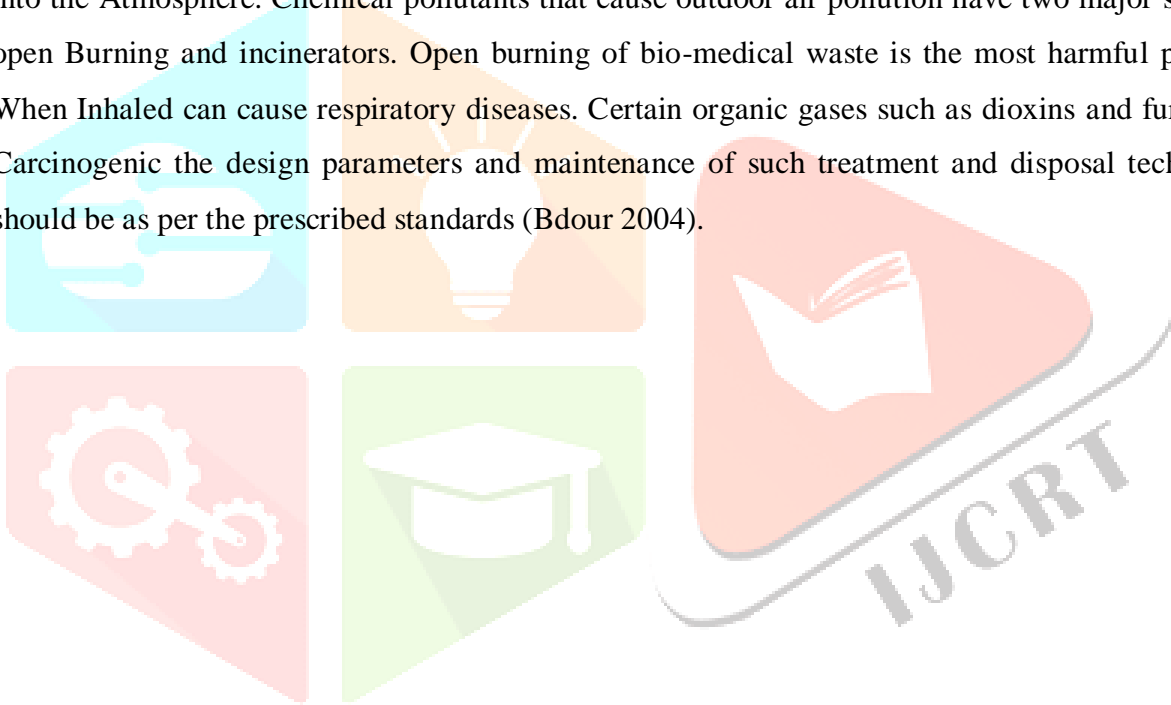 into the Atmosphere. Chemical pollutants that cause outdoor air pollution have two major
open Burning and incinerators. Open burning of bio-medical waste is the most harmful
When Inhaled can cause respiratory diseases. Certain organic gases such as dioxins and
Carcinogenic the design parameters and maintenance of such treatment and disposal
should be as per the prescribed standards (Bdour 2004).
IJCRT